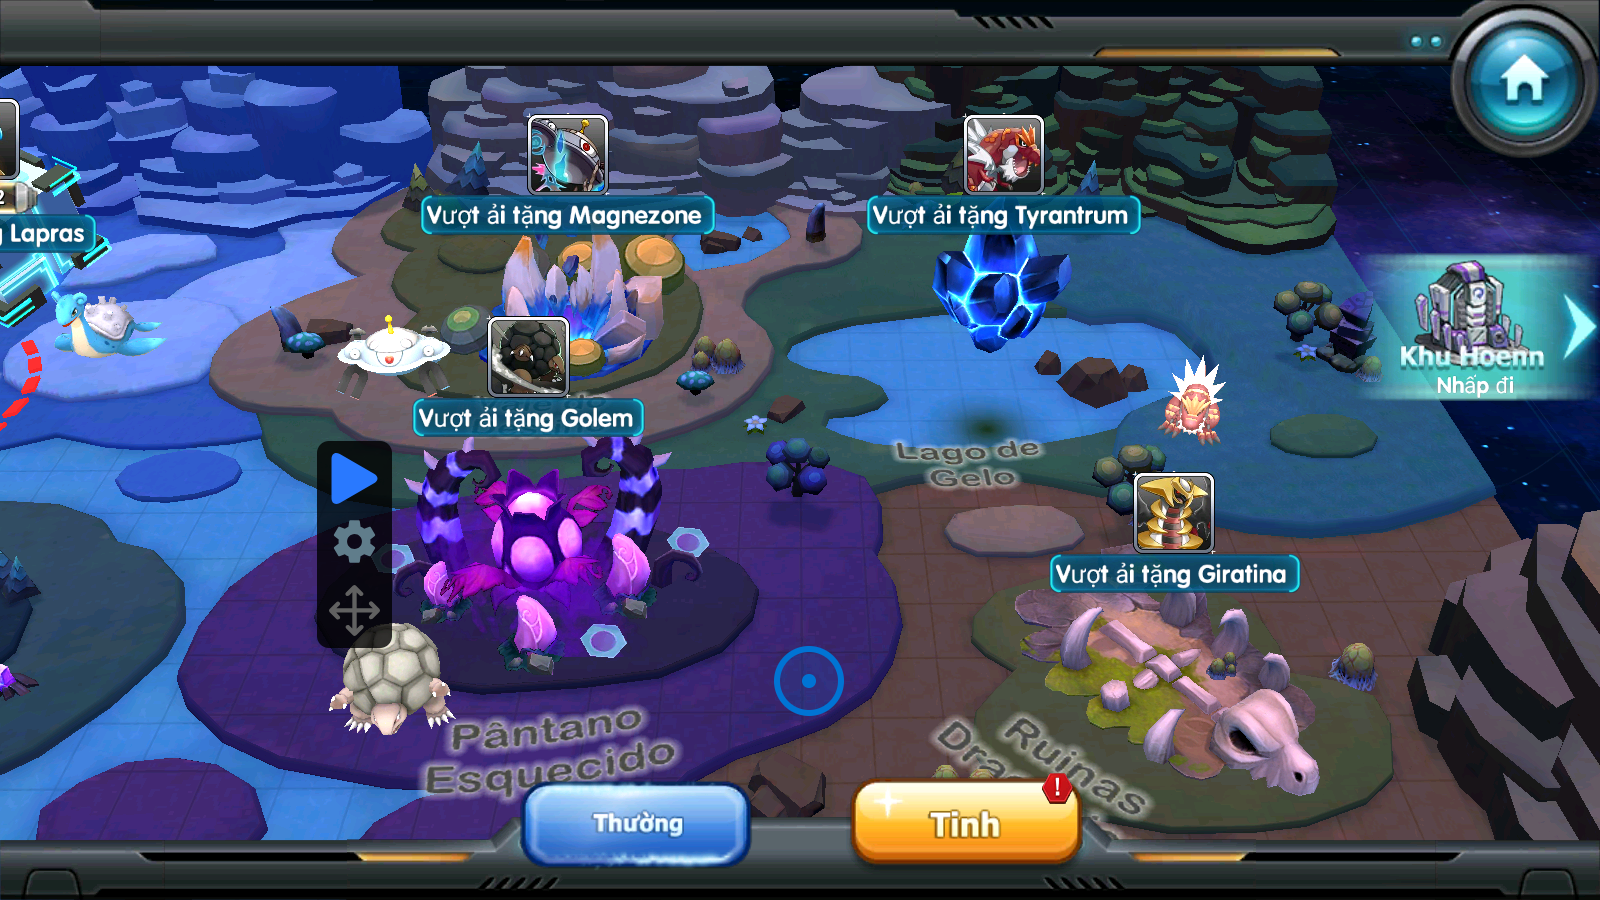 Vượt ải tặng Magnezone
Vượt ải tặng Tyrantrum
Lapras
Khu Hoenn
Nhấp đi
Vượt ải tặng Golem
Lago de
Gelo
Vượt ải tặng Giratina
Pântano
Esquecido
Ruinas
Thường
Tinh
!